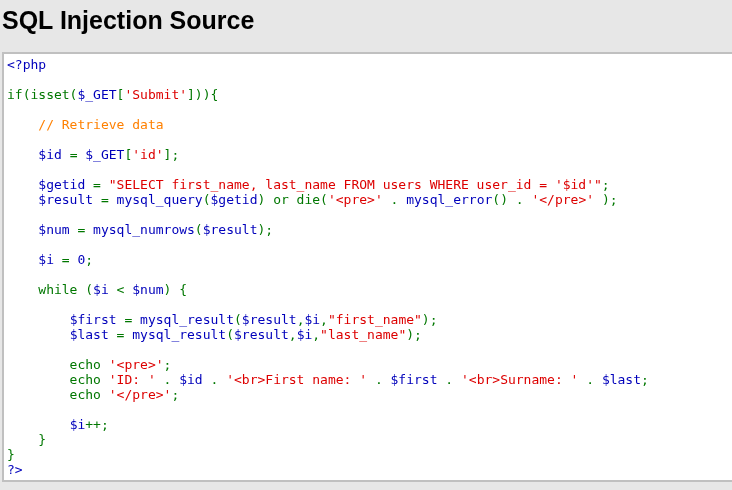 SQL Injection Source
<?php
if(isset($_GET['Submit'])){
// Retrieve data
$id = $_GET['id'];
$getid = "SELECT first_name, last_name FROM users WHERE user_id = '$id'";
$result = mysql_query($getid) or die('<pre>' . mysql_error() . '</pre>' );
$num = mysql_numrows($result);
$i = 0;
while ($i < $num) {
$first = mysql_result($result,$i,"first_name");
$last = mysql_result($result,$i,"last_name");
echo '<pre>';
echo 'ID: ' . $id . '<br>First name: ' . $first . '<br>Surname: ' . $last;
echo '</pre>';
$i++;
}
}
?>